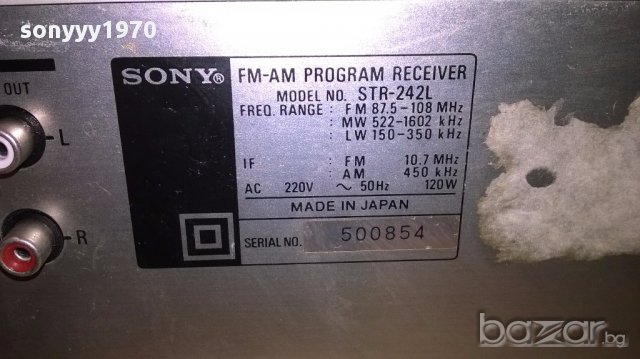 sonyyy1970
OUT
L
R
SONY®
FM-AM PROGRAM RECEIVER
MODEL NO. STR-242L
FREQ. RANGE : FM 87.5-108 MHz
: MW 522-1602 kHz
: LW 150-350 kHz
IF : FM 10.7 MHz
: AM 450 kHz
AC 220V ~ 50Hz 120W
MADE IN JAPAN
SERIAL NO. 500854
bazar.bg